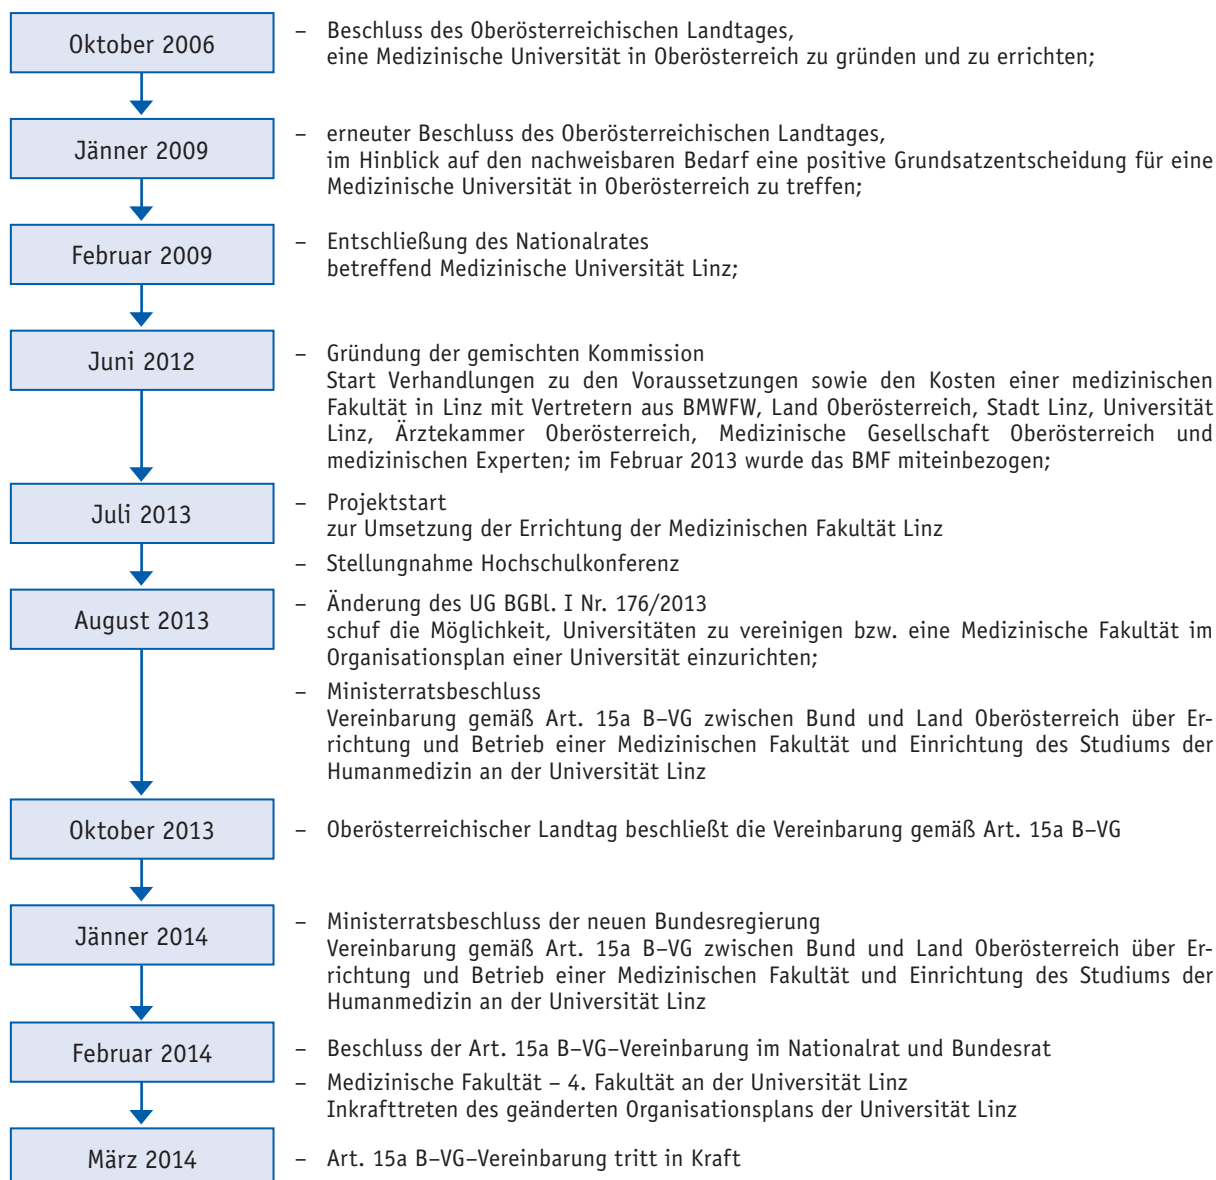 Oktober 2006
– Beschluss des Oberösterreichischen Landtages,
eine Medizinische Universität in Oberösterreich zu gründen und zu errichten;
Jänner 2009
– erneuter Beschluss des Oberösterreichischen Landtages,
im Hinblick auf den nachweisbaren Bedarf eine positive Grundsatzentscheidung für eine
Medizinische Universität in Oberösterreich zu treffen;
Februar 2009
– Entschließung des Nationalrates
betreffend Medizinische Universität Linz;
Juni 2012
– Gründung der gemischten Kommission
Start Verhandlungen zu den Voraussetzungen sowie den Kosten einer medizinischen
Fakultät in Linz mit Vertretern aus BMWFW, Land Oberösterreich, Stadt Linz, Universität
Linz, Ärztekammer Oberösterreich, Medizinische Gesellschaft Oberösterreich und
medizinischen Experten; im Februar 2013 wurde das BMF miteinbezogen;
Juli 2013
– Projektstart
zur Umsetzung der Errichtung der Medizinischen Fakultät Linz
– Stellungnahme Hochschulkonferenz
August 2013
– Änderung des UG BGBl. I Nr. 176/2013
schuf die Möglichkeit, Universitäten zu vereinigen bzw. eine Medizinische Fakultät im
Organisationsplan einer Universität einzurichten;
– Ministerratsbeschluss
Vereinbarung gemäß Art. 15a B–VG zwischen Bund und Land Oberösterreich über Er-
richtung und Betrieb einer Medizinischen Fakultät und Einrichtung des Studiums der
Humanmedizin an der Universität Linz
Oktober 2013
– Oberösterreichischer Landtag beschließt die Vereinbarung gemäß Art. 15a B–VG
Jänner 2014
– Ministerratsbeschluss der neuen Bundesregierung
Vereinbarung gemäß Art. 15a B–VG zwischen Bund und Land Oberösterreich über Er-
richtung und Betrieb einer Medizinischen Fakultät und Einrichtung des Studiums der
Humanmedizin an der Universität Linz
Februar 2014
– Beschluss der Art. 15a B–VG–Vereinbarung im Nationalrat und Bundesrat
– Medizinische Fakultät – 4. Fakultät an der Universität Linz
Inkrafttreten des geänderten Organisationsplans der Universität Linz
März 2014
– Art. 15a B–VG–Vereinbarung tritt in Kraft